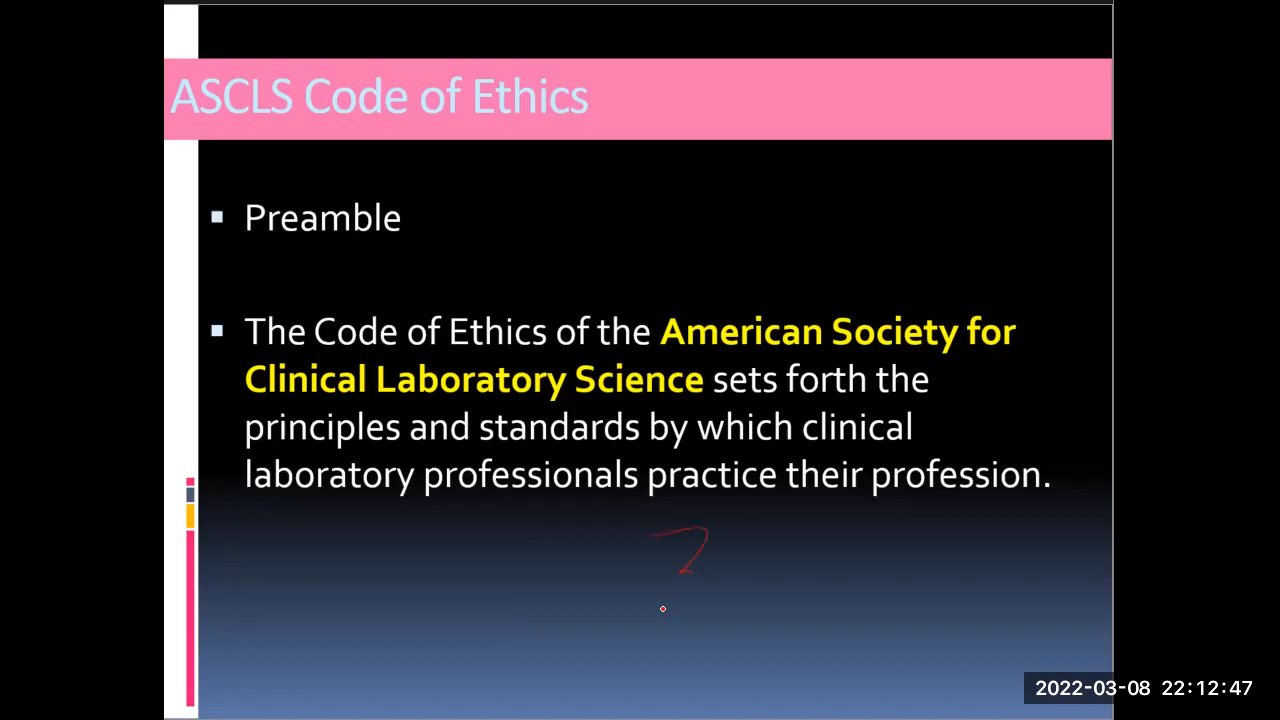 ASCLS Code of Ethics
Preamble
The Code of Ethics of the American Society for
Clinical Laboratory Science sets forth the
principles and standards by which clinical
laboratory professionals practice their profession.
2022-03-08 22:12:47